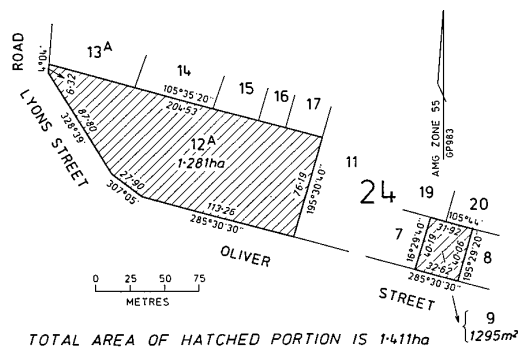 ROAD
4°04'
6·32
13A
14
105°35'20"
204·53
15
16
17
LYONS STREET
87·80
328°39'
12A
1·281ha
27·90
307°05'
113·26
285°30'30"
76·19
195°30'40"
11
OLIVER
STREET
24
AMG ZONE 55
GP983
19
20
105°44'
31·92
7
16°29'40"
40·19
40·06
195°29'20"
8
32·62
285°30'30"
9
1295m²
0 25 50 75
METRES
TOTAL AREA OF HATCHED PORTION IS 1·411ha